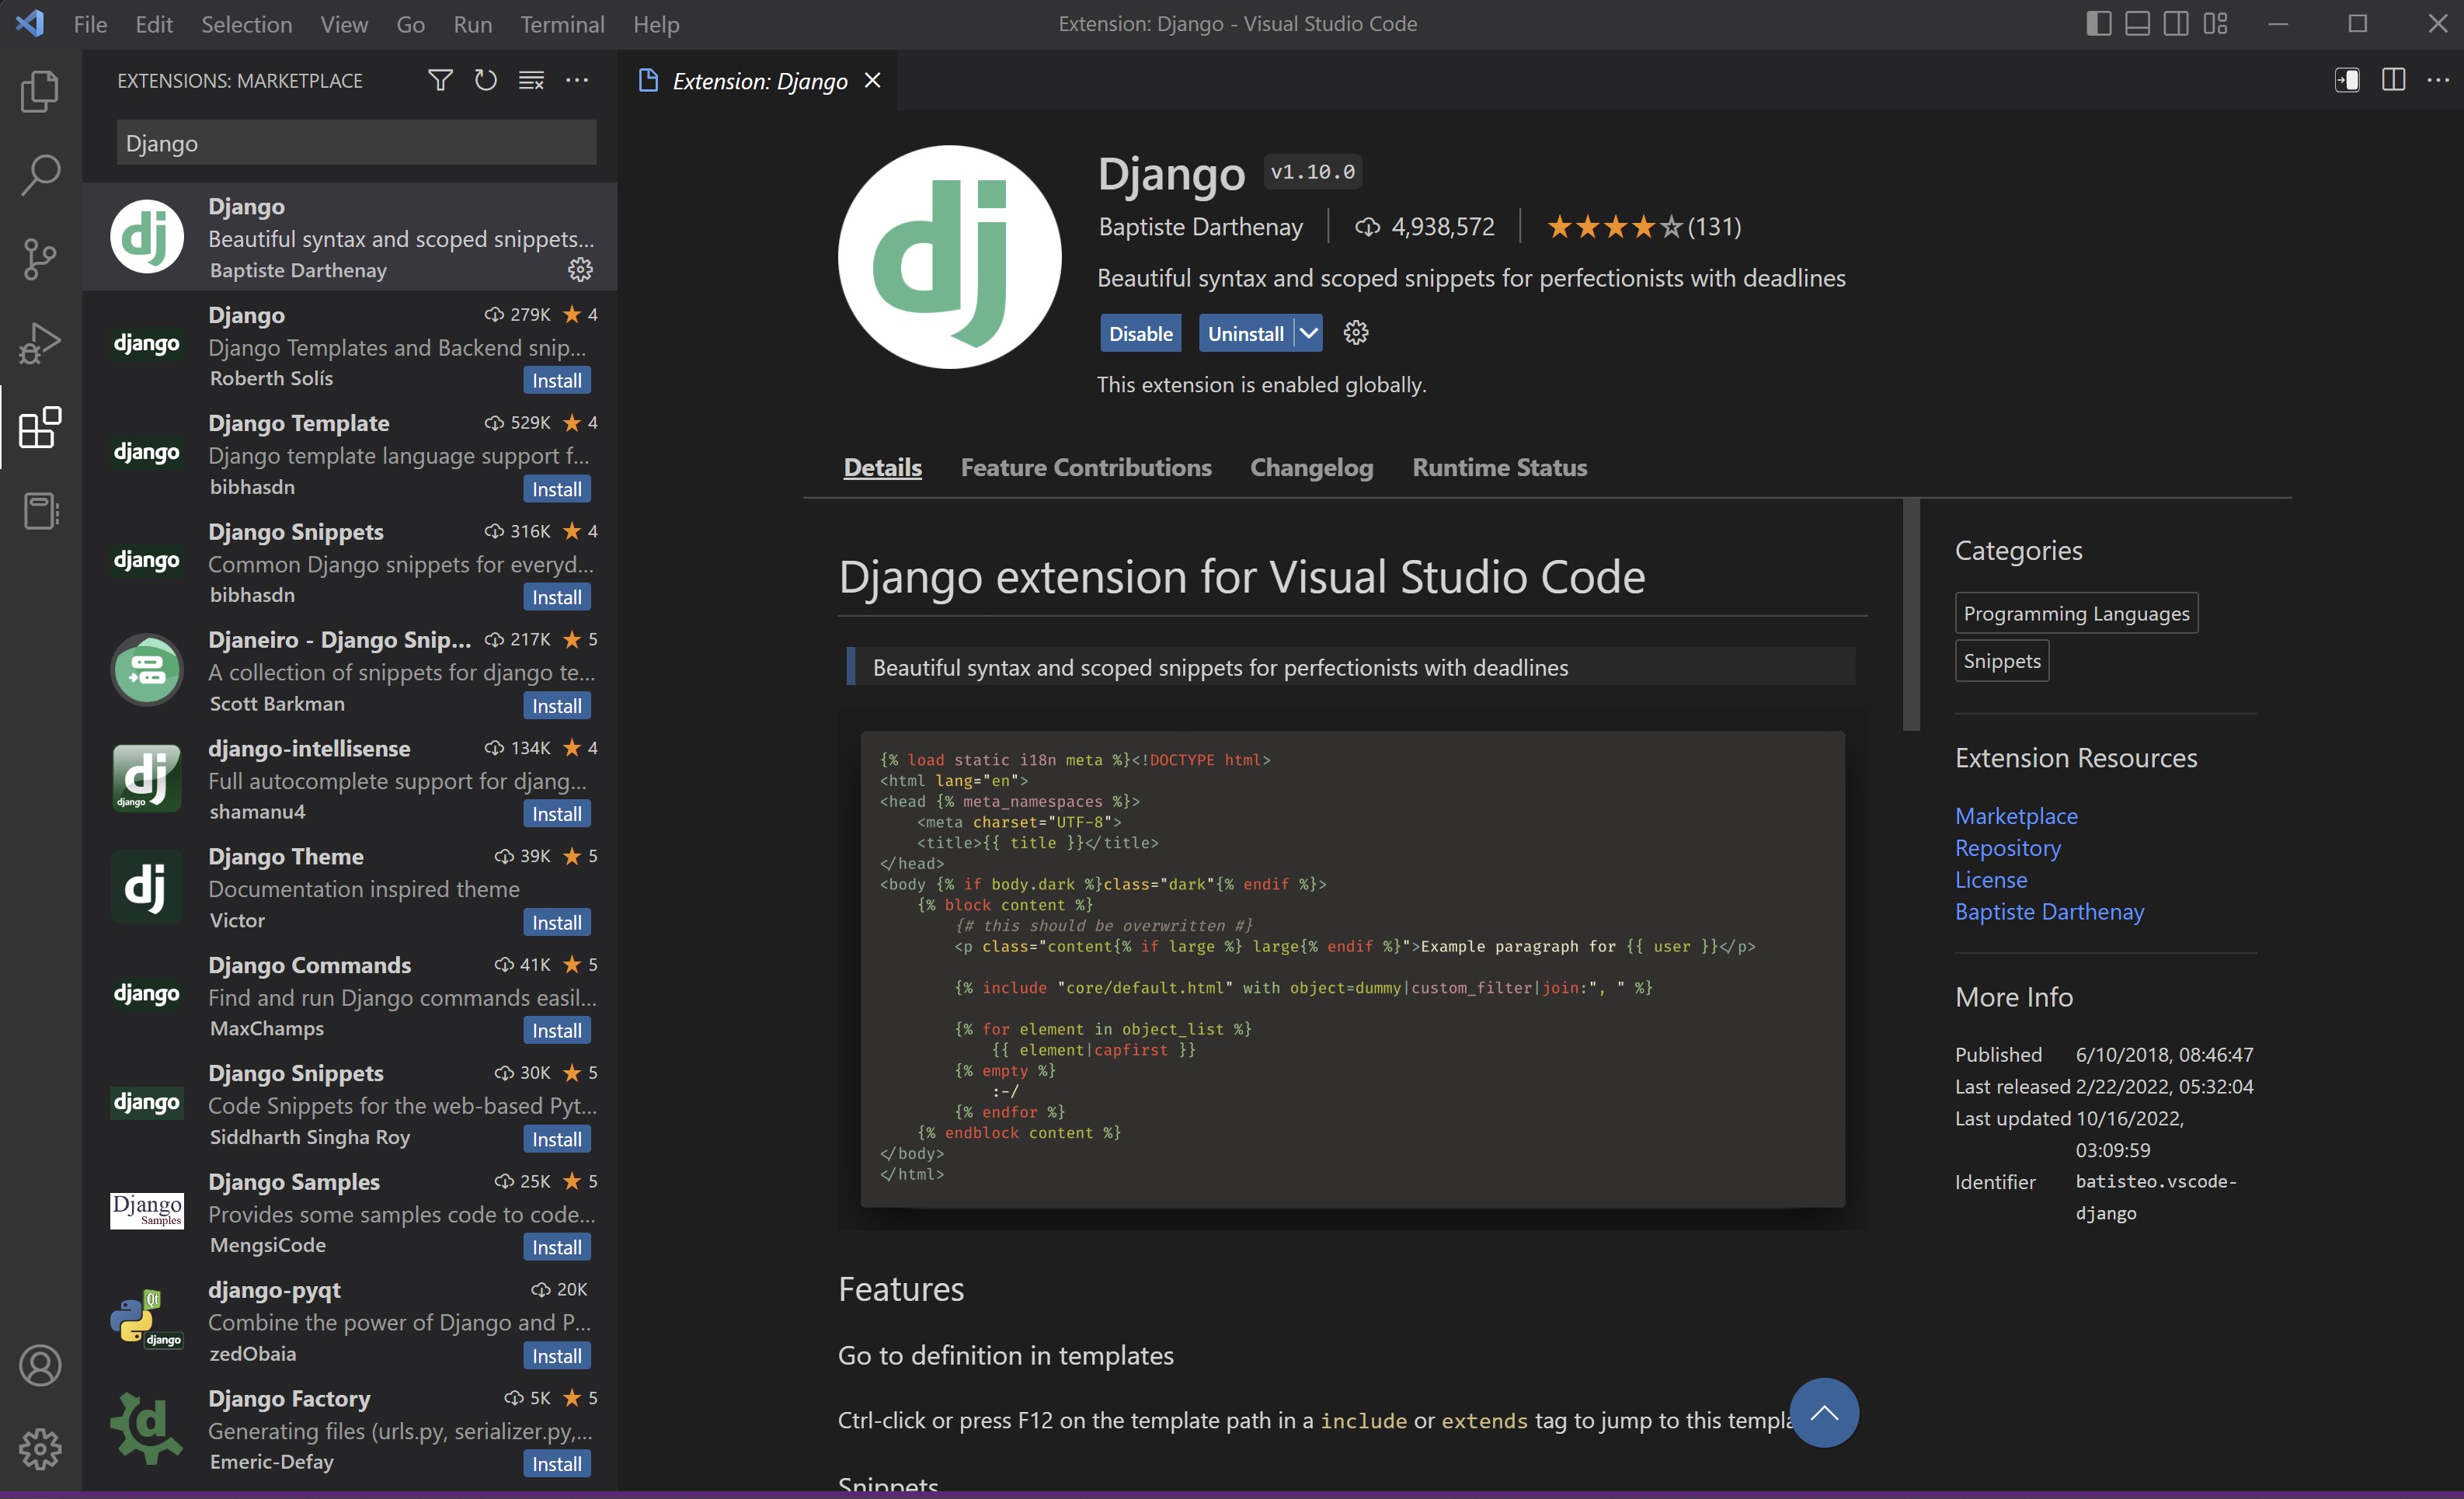 File Edit Selection View Go Run Terminal Help
Extension: Django - Visual Studio Code
EXTENSIONS: MARKETPLACE
Django
Django
Beautiful syntax and scoped snippets...
Baptiste Darthenay
django
Django 279K 4
Django Templates and Backend snip...
Roberth Solís Install
django
Django Template 529K 4
Django template language support f...
bibhasdn Install
django
Django Snippets 316K 4
Common Django snippets for everyd...
bibhasdn Install
Djaneiro - Django Snip... 217K 5
A collection of snippets for django te...
Scott Barkman Install
dj
django
django-intellisense 134K 4
Full autocomplete support for djang...
shamanu4 Install
dj
Django Theme 39K 5
Documentation inspired theme
Victor Install
django
Django Commands 41K 5
Find and run Django commands easil...
MaxChamps Install
django
Django Snippets 30K 5
Code Snippets for the web-based Pyt...
Siddharth Singha Roy Install
Django
Samples
Django Samples 25K 5
Provides some samples code to code...
MengsiCode Install
Qt
django
django-pyqt 20K
Combine the power of Django and P...
zedObaia Install
d
Django Factory 5K 5
Generating files (urls.py, serializer.py,...
Emeric-Defay Install
Extension: Django
dj
Django v1.10.0
Baptiste Darthenay 4,938,572 (131)
Beautiful syntax and scoped snippets for perfectionists with deadlines
Disable Uninstall
This extension is enabled globally.
Details Feature Contributions Changelog Runtime Status
Django extension for Visual Studio Code
Beautiful syntax and scoped snippets for perfectionists with deadlines
{% load static i18n meta %}<!DOCTYPE html>
<html lang="en">
<head {% meta_namespaces %}>
    <meta charset="UTF-8">
    <title>{{ title }}</title>
</head>
<body {% if body.dark %}class="dark"{% endif %}>
    {% block content %}
        {# this should be overwritten #}
        <p class="content{% if large %} large{% endif %}">Example paragraph for {{ user }}</p>
        {% include "core/default.html" with object=dummy|custom_filter|join:", " %}
        {% for element in object_list %}
            {{ element|capfirst }}
        {% empty %}
            :-/
        {% endfor %}
    {% endblock content %}
</body>
</html>
Features
Go to definition in templates
Ctrl-click or press F12 on the template path in a include or extends tag to jump to this templa
Snippets
Categories
Programming Languages
Snippets
Extension Resources
Marketplace
Repository
License
Baptiste Darthenay
More Info
Published 6/10/2018, 08:46:47
Last released 2/22/2022, 05:32:04
Last updated 10/16/2022,
03:09:59
Identifier batisteo.vscode-
django